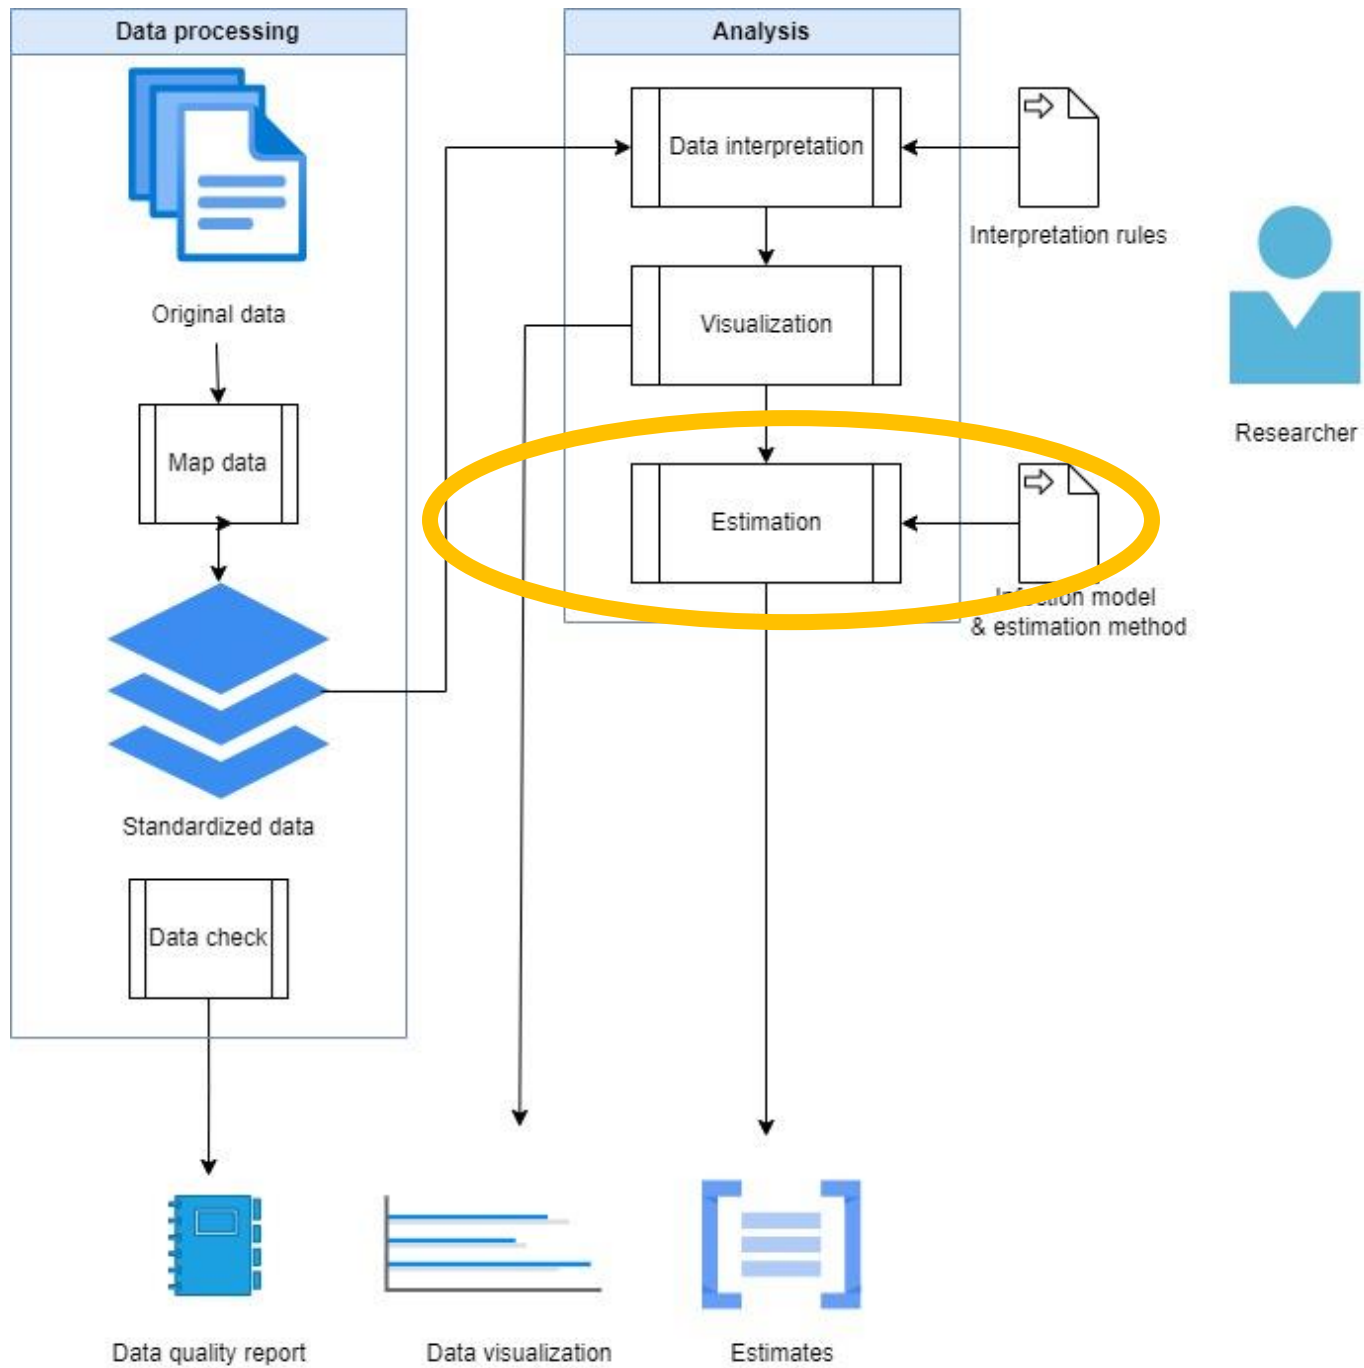 Data processing
Original data
Map data
Standardized data
Data check
Analysis
Data interpretation
Interpretation rules
Visualization
Estimation
Infection model
& estimation method
Researcher
Data quality report
Data visualization
Estimates